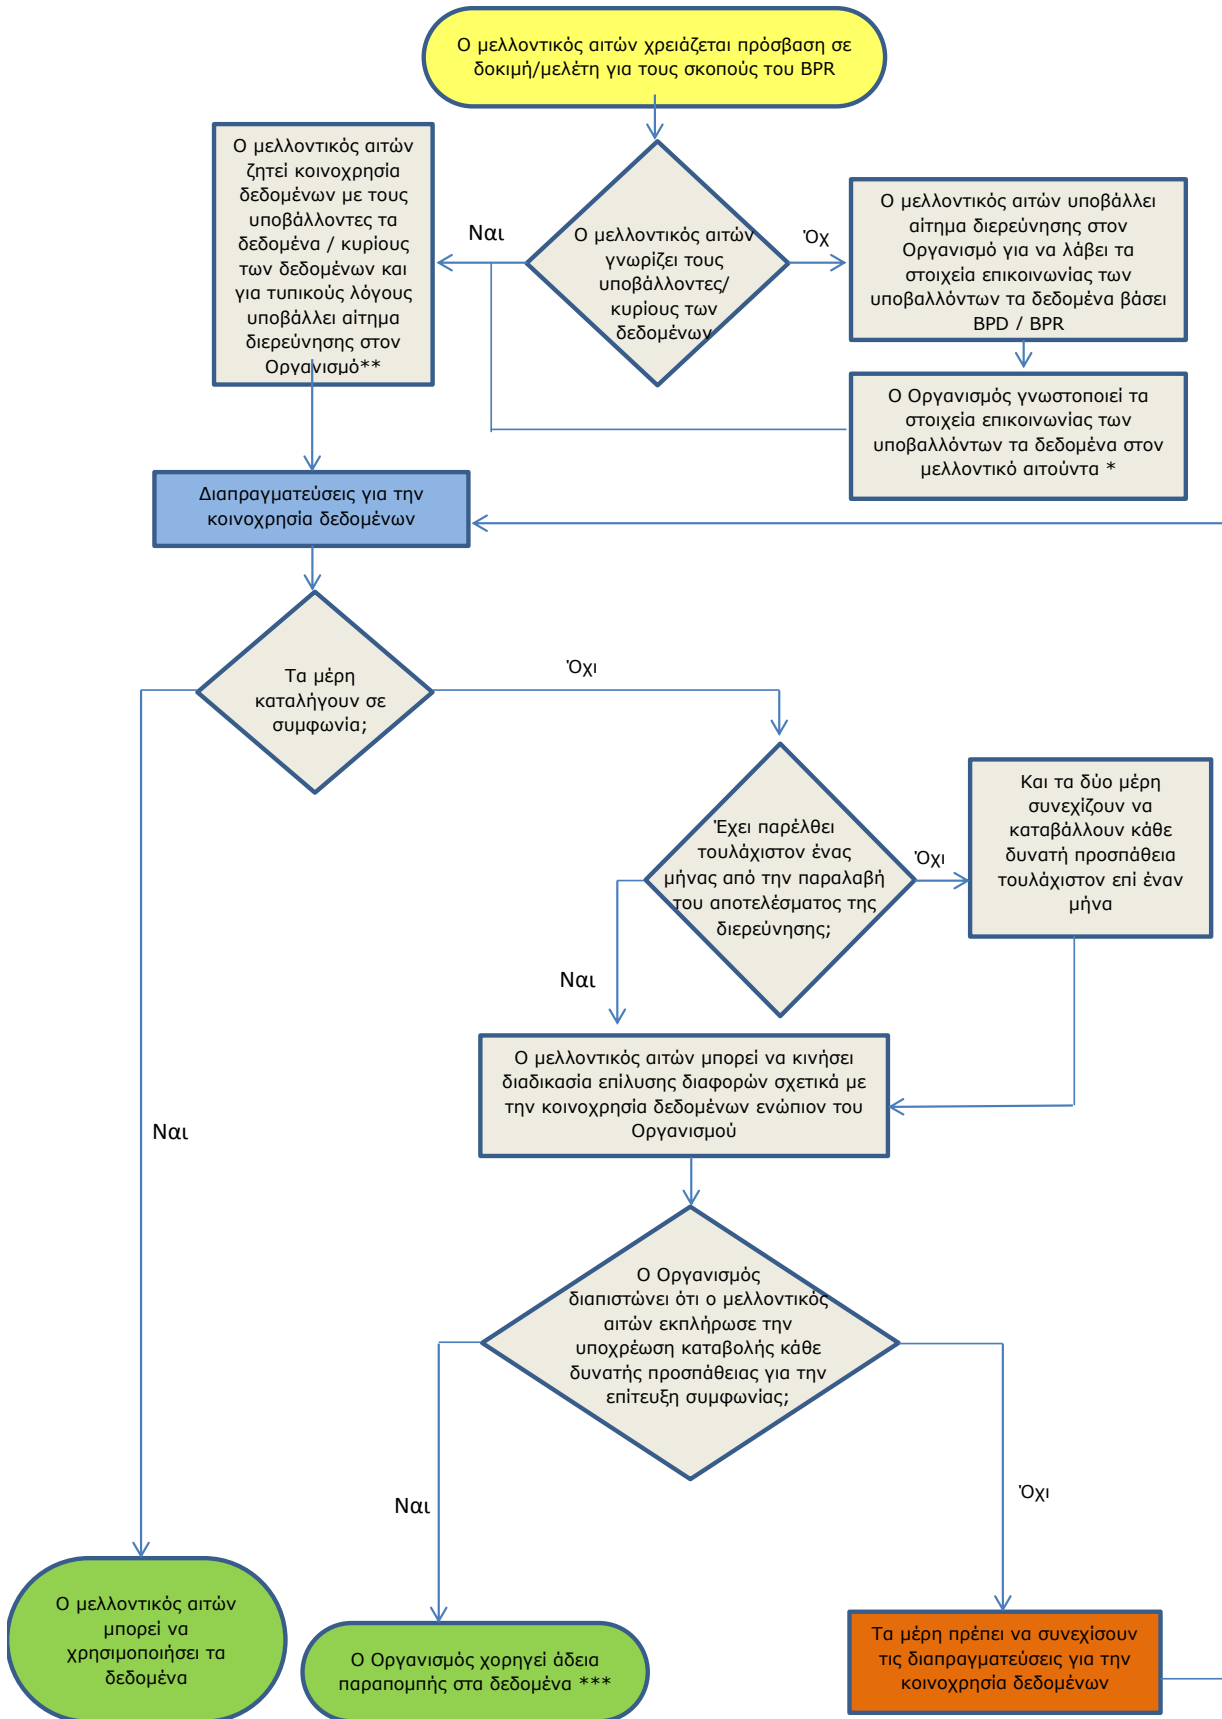 Ο μελλοντικός αιτών χρειάζεται πρόσβαση σε
δοκιμή/μελέτη για τους σκοπούς του BPR
Ο μελλοντικός αιτών
ζητεί κοινοχρησία
δεδομένων με τους
υποβάλλοντες τα
δεδομένα / κυρίους
των δεδομένων και
για τυπικούς λόγους
υποβάλλει αίτημα
διερεύνησης στον
Οργανισμό**
Ναι
Ο μελλοντικός αιτών
γνωρίζει τους
υποβάλλοντες/
κυρίους των
δεδομένων
Όχ
Ο μελλοντικός αιτών υποβάλλει
αίτημα διερεύνησης στον
Οργανισμό για να λάβει τα
στοιχεία επικοινωνίας των
υποβαλλόντων τα δεδομένα βάσει
BPD / BPR
Ο Οργανισμός γνωστοποιεί τα
στοιχεία επικοινωνίας των
υποβαλλόντων τα δεδομένα στον
μελλοντικό αιτούντα *
Διαπραγματεύσεις για την
κοινοχρησία δεδομένων
Τα μέρη
καταλήγουν σε
συμφωνία;
Όχι
Έχει παρέλθει
τουλάχιστον ένας
μήνας από την παραλαβή
του αποτελέσματος της
διερεύνησης;
Όχι
Και τα δύο μέρη
συνεχίζουν να
καταβάλλουν κάθε
δυνατή προσπάθεια
τουλάχιστον επί έναν
μήνα
Ναι
Ο μελλοντικός αιτών μπορεί να κινήσει
διαδικασία επίλυσης διαφορών σχετικά με
την κοινοχρησία δεδομένων ενώπιον του
Οργανισμού
Ναι
Ο Οργανισμός
διαπιστώνει ότι ο μελλοντικός
αιτών εκπλήρωσε την
υποχρέωση καταβολής κάθε
δυνατής προσπάθειας για την
επίτευξη συμφωνίας;
Ναι
Όχι
Ο μελλοντικός αιτών
μπορεί να
χρησιμοποιήσει τα
δεδομένα
Ο Οργανισμός χορηγεί άδεια
παραπομπής στα δεδομένα ***
Τα μέρη πρέπει να συνεχίσουν
τις διαπραγματεύσεις για την
κοινοχρησία δεδομένων